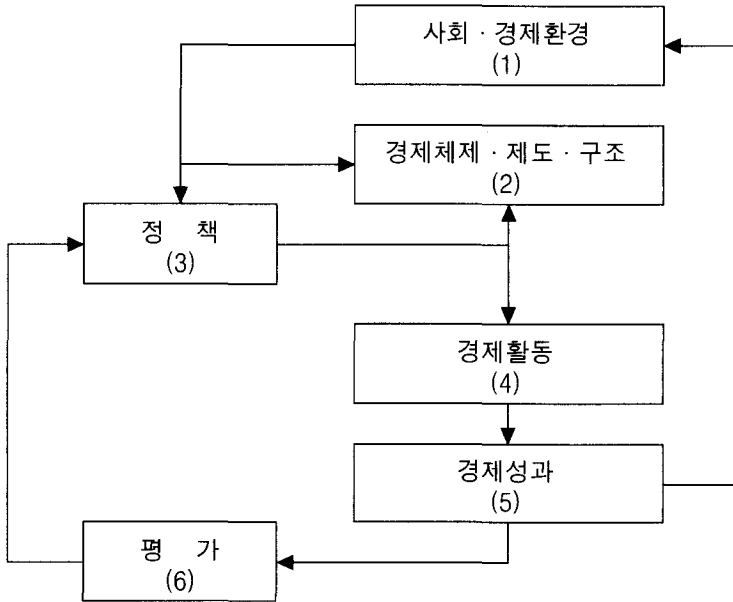 사회 · 경제환경
(1)
경제체제 · 제도 · 구조
(2)
정 책
(3)
경제활동
(4)
경제성과
(5)
평 가
(6)